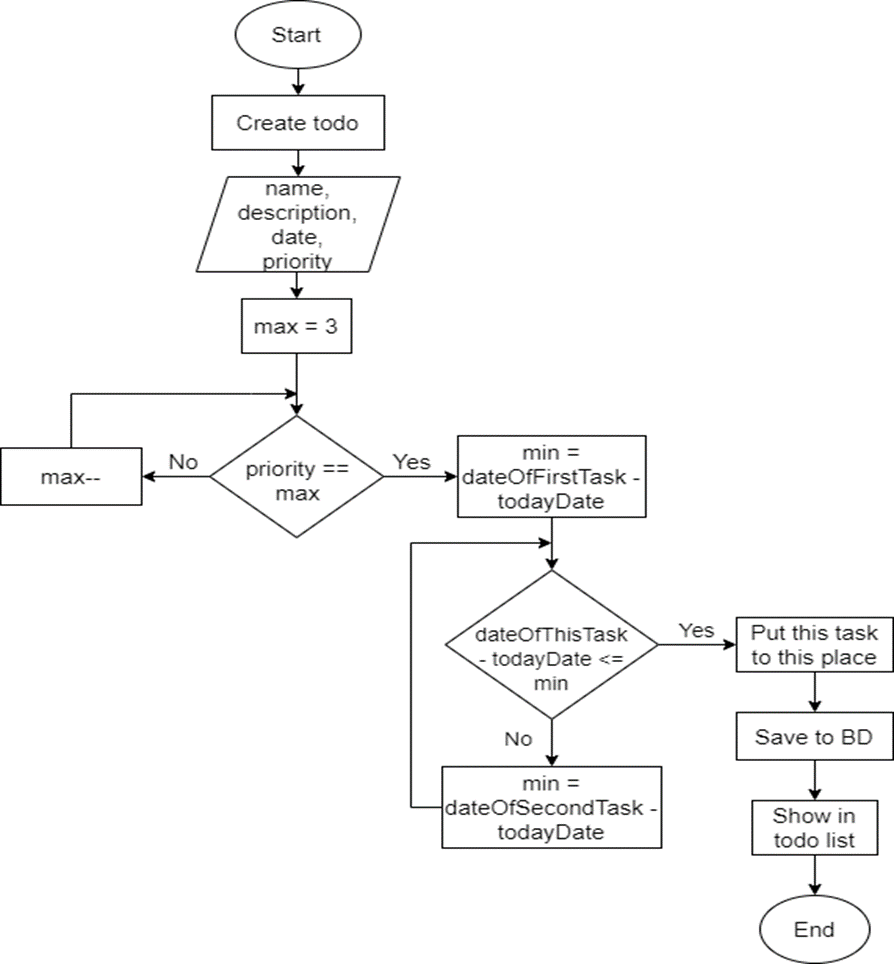 Start
Create todo
name,
description,
date,
priority
max = 3
No
priority ==
max
Yes
max--
min =
dateOfFirstTask -
todayDate
dateOfThisTask
- todayDate <=
min
Yes
Put this task
to this place
No
Save to BD
min =
dateOfSecondTask -
todayDate
Show in
todo list
End